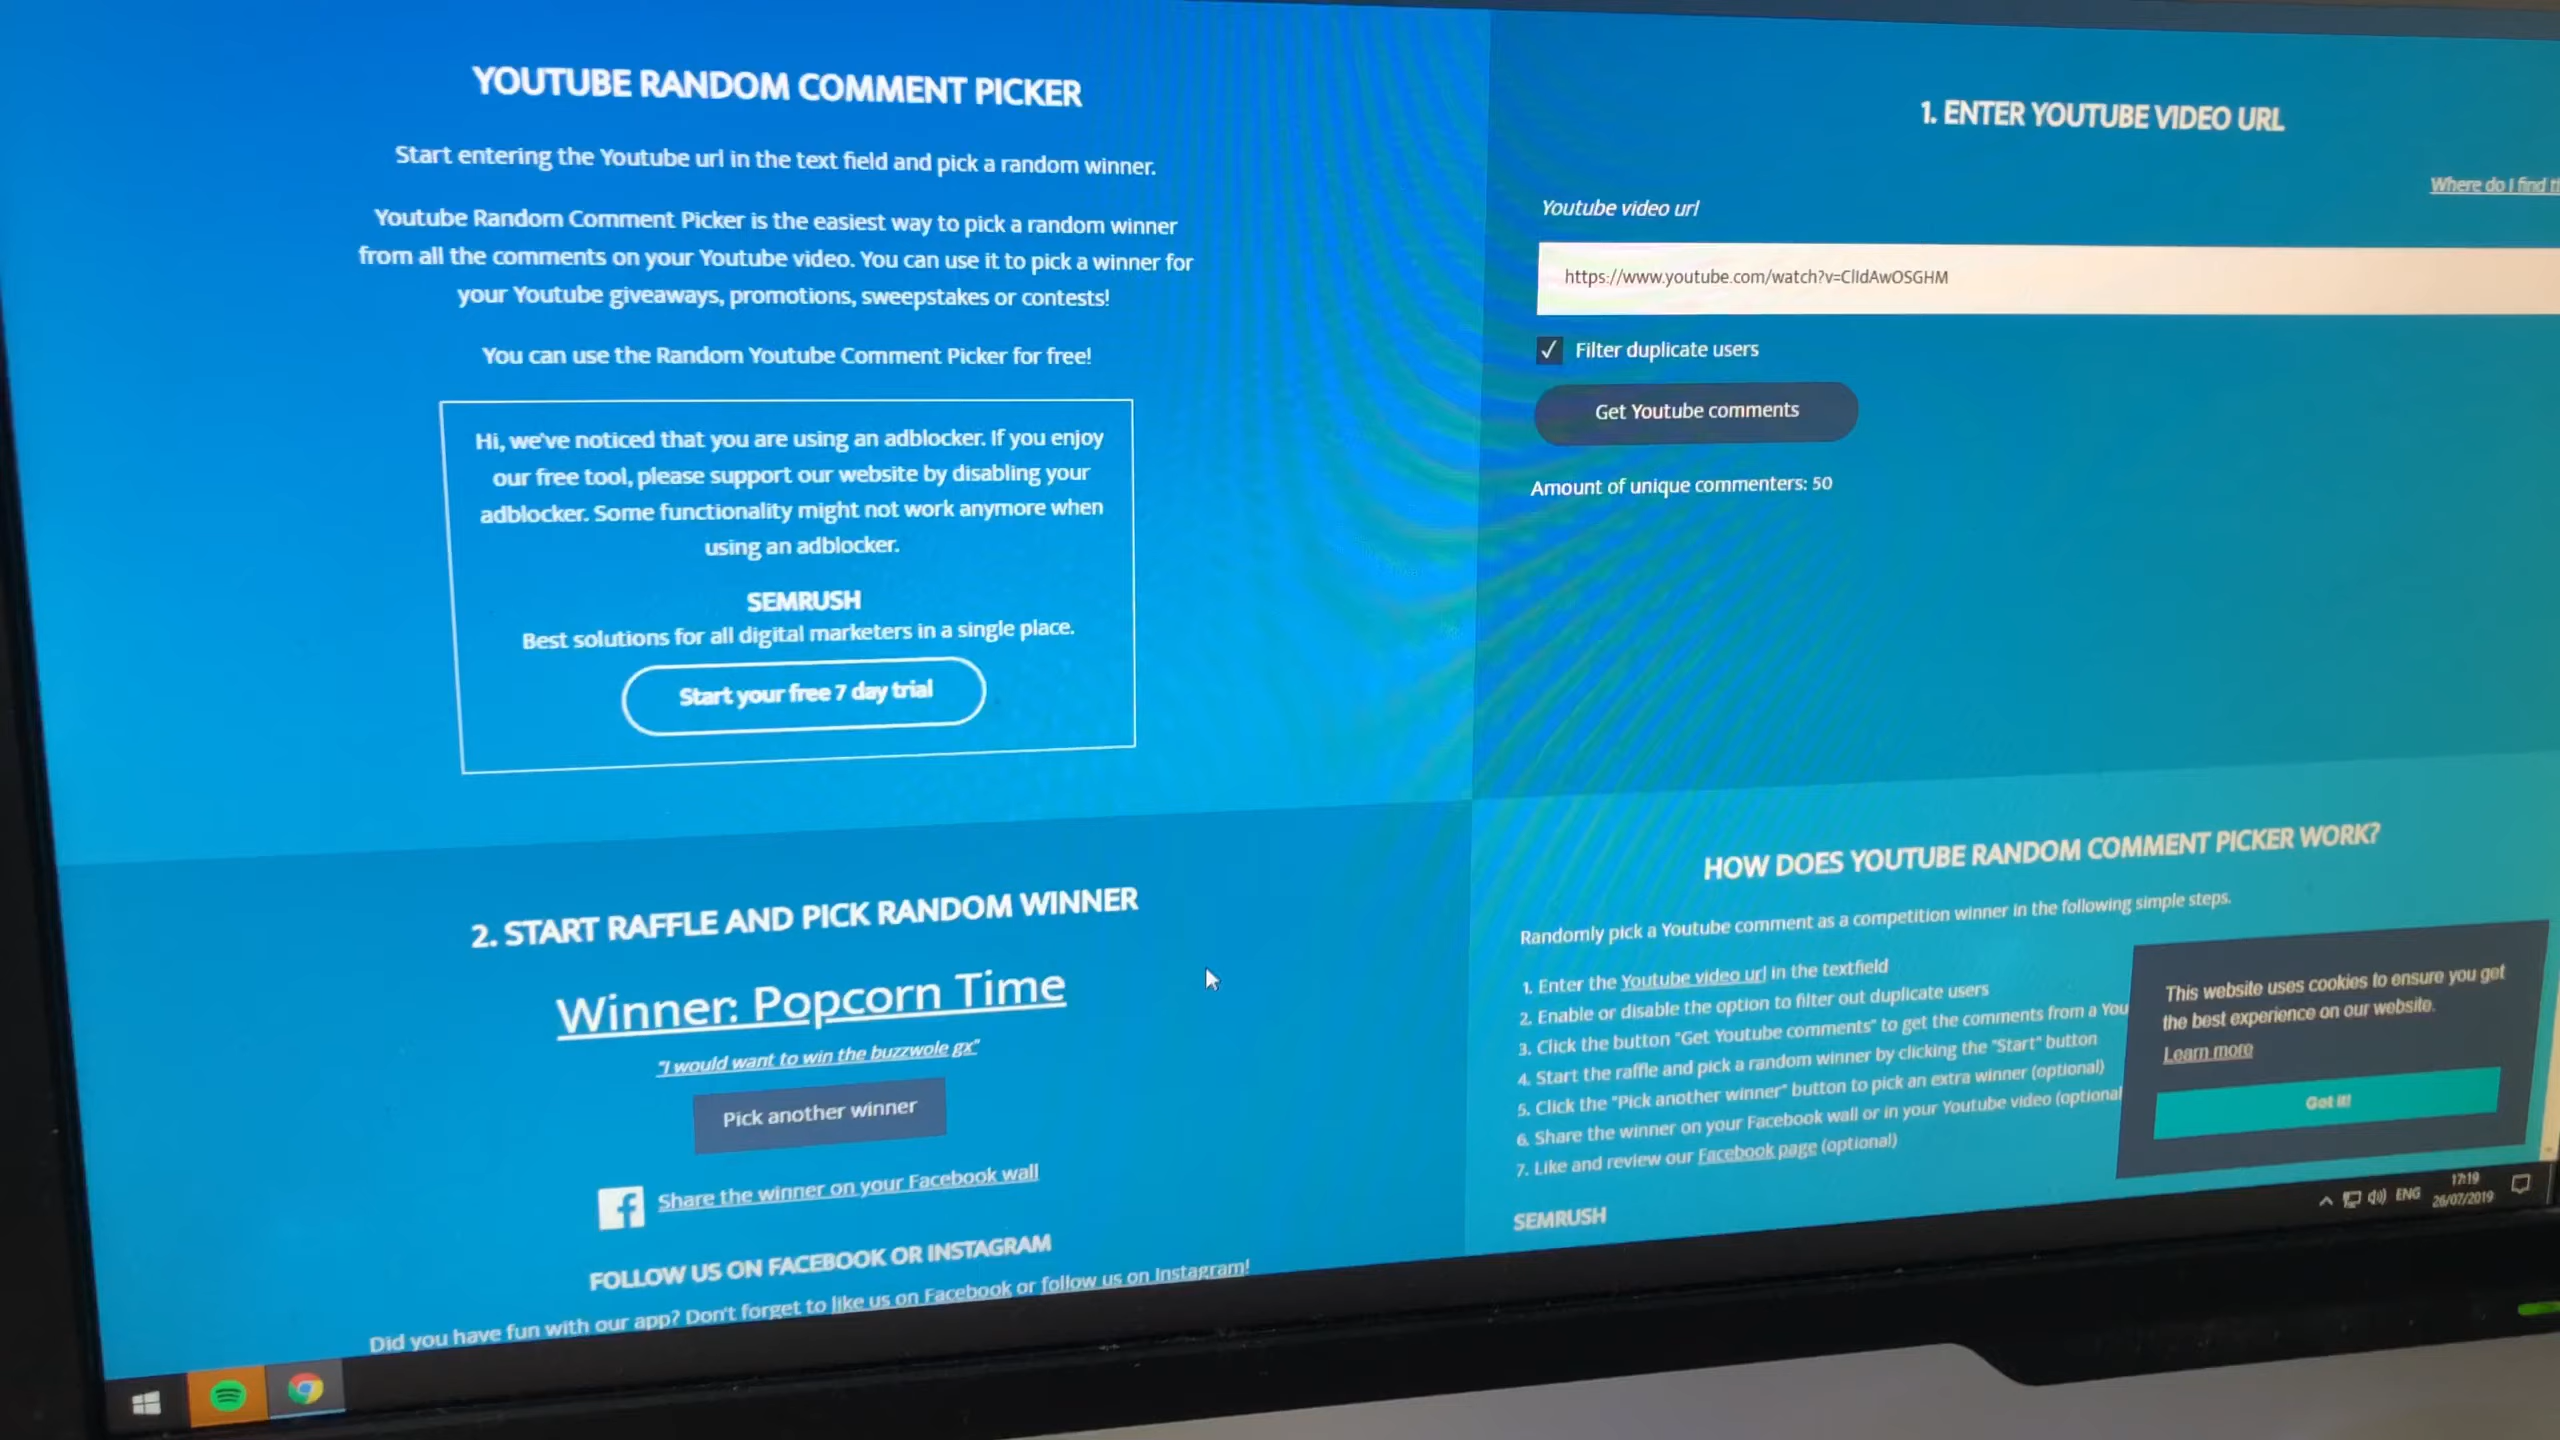 YOUTUBE RANDOM COMMENT PICKER
Start entering the Youtube url in the text field and pick a random winner.
Youtube Random Comment Picker is the easiest way to pick a random winner
from all the comments on your Youtube video. You can use it to pick a winner for
your Youtube giveaways, promotions, sweepstakes or contests!
You can use the Random Youtube Comment Picker for free!
Hi, we've noticed that you are using an adblocker. If you enjoy
our free tool, please support our website by disabling your
adblocker. Some functionality might not work anymore when
using an adblocker.
SEMRUSH
Best solutions for all digital marketers in a single place.
Start your free 7 day trial
1. ENTER YOUTUBE VIDEO URL
Where do I find th
Youtube video url
https://www.youtube.com/watch?v=ClIdAwOSGHM
Filter duplicate users
Get Youtube comments
Amount of unique commenters: 50
2. START RAFFLE AND PICK RANDOM WINNER
Winner: Popcorn Time
"I would want to win the buzzwole gx"
Pick another winner
Share the winner on your Facebook wall
FOLLOW US ON FACEBOOK OR INSTAGRAM
Did you have fun with our app? Don't forget to like us on Facebook or follow us on Instagram!
HOW DOES YOUTUBE RANDOM COMMENT PICKER WORK?
Randomly pick a Youtube comment as a competition winner in the following simple steps.
1. Enter the Youtube video url in the textfield
2. Enable or disable the option to filter out duplicate users
3. Click the button "Get Youtube comments" to get the comments from a You
4. Start the raffle and pick a random winner by clicking the "Start" button
5. Click the "Pick another winner" button to pick an extra winner (optional)
6. Share the winner on your Facebook wall or in your Youtube video (optional
7. Like and review our Facebook page (optional)
SEMRUSH
This website uses cookies to ensure you get
the best experience on our website.
Learn more
Got it!
ENG
17:19
26/07/2019